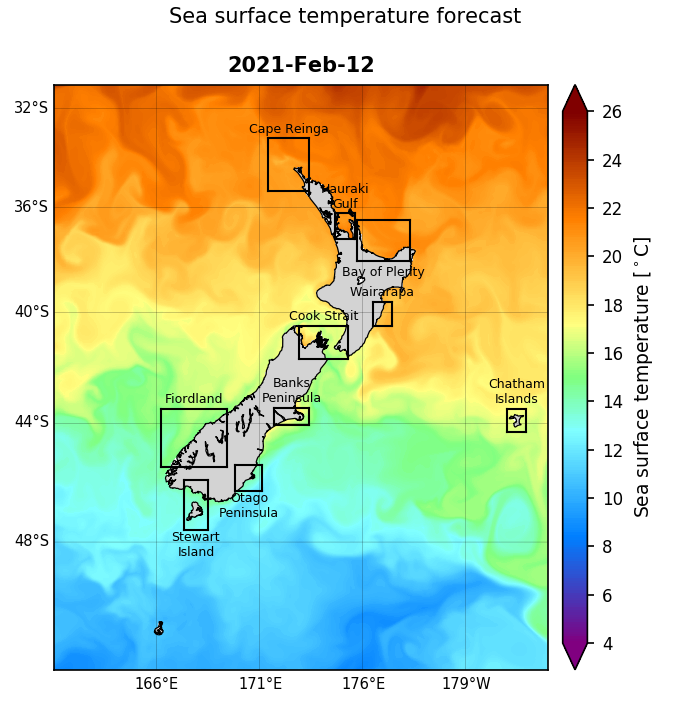 Sea surface temperature forecast
2021-Feb-12
32°S
36°S
40°S
44°S
48°S
166°E
171°E
176°E
179°W
Cape Reinga
Hauraki
Gulf
Bay of Plenty
Wairarapa
Cook Strait
Banks
Peninsula
Chatham
Islands
Fiordland
Otago
Peninsula
Stewart
Island
26
24
22
20
18
16
14
12
10
8
6
4
Sea surface temperature [°C]